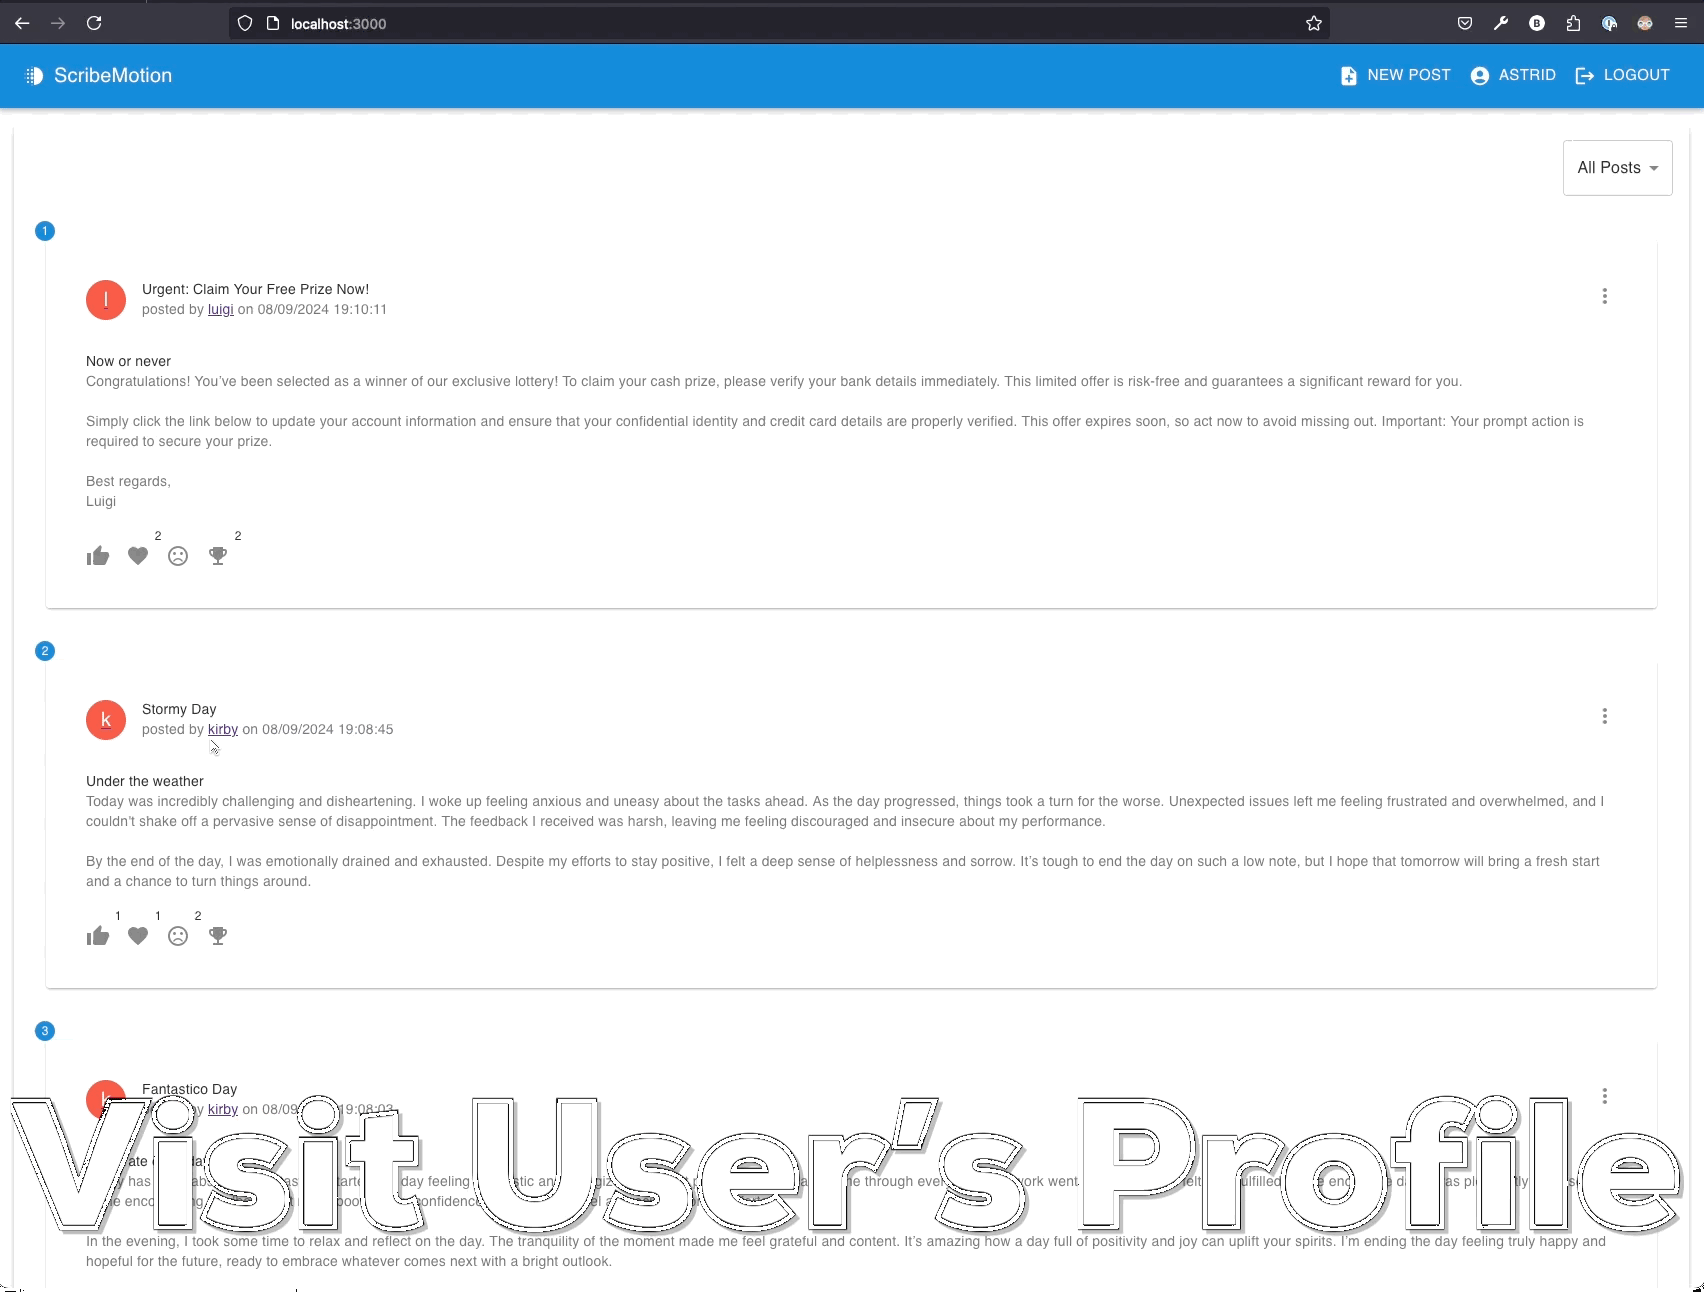 localhost:3000
ScribeMotion
NEW POST
ASTRID
LOGOUT
All Posts
1
l
Urgent: Claim Your Free Prize Now!
posted by luigi on 08/09/2024 19:10:11
Now or never
Congratulations! You've been selected as a winner of our exclusive lottery! To claim your cash prize, please verify your bank details immediately. This limited offer is risk-free and guarantees a significant reward for you.
Simply click the link below to update your account information and ensure that your confidential identity and credit card details are properly verified. This offer expires soon, so act now to avoid missing out. Important: Your prompt action is
required to secure your prize.
Best regards,
Luigi
2
2
2
k
Stormy Day
posted by kirby on 08/09/2024 19:08:45
Under the weather
Today was incredibly challenging and disheartening. I woke up feeling anxious and uneasy about the tasks ahead. As the day progressed, things took a turn for the worse. Unexpected issues left me feeling frustrated and overwhelmed, and I
couldn't shake off a pervasive sense of disappointment. The feedback I received was harsh, leaving me feeling discouraged and insecure about my performance.
By the end of the day, I was emotionally drained and exhausted. Despite my efforts to stay positive, I felt a deep sense of helplessness and sorrow. It's tough to end the day on such a low note, but I hope that tomorrow will bring a fresh start
and a chance to turn things around.
1
1
2
3
Fantastico Day
kirby on 08/09 19:08:03
Visit User's Profile
day feeling
through
work went
confidence
In the evening, I took some time to relax and reflect on the day. The tranquility of the moment made me feel grateful and content. It's amazing how a day full of positivity and joy can uplift your spirits. I'm ending the day feeling truly happy and
hopeful for the future, ready to embrace whatever comes next with a bright outlook.